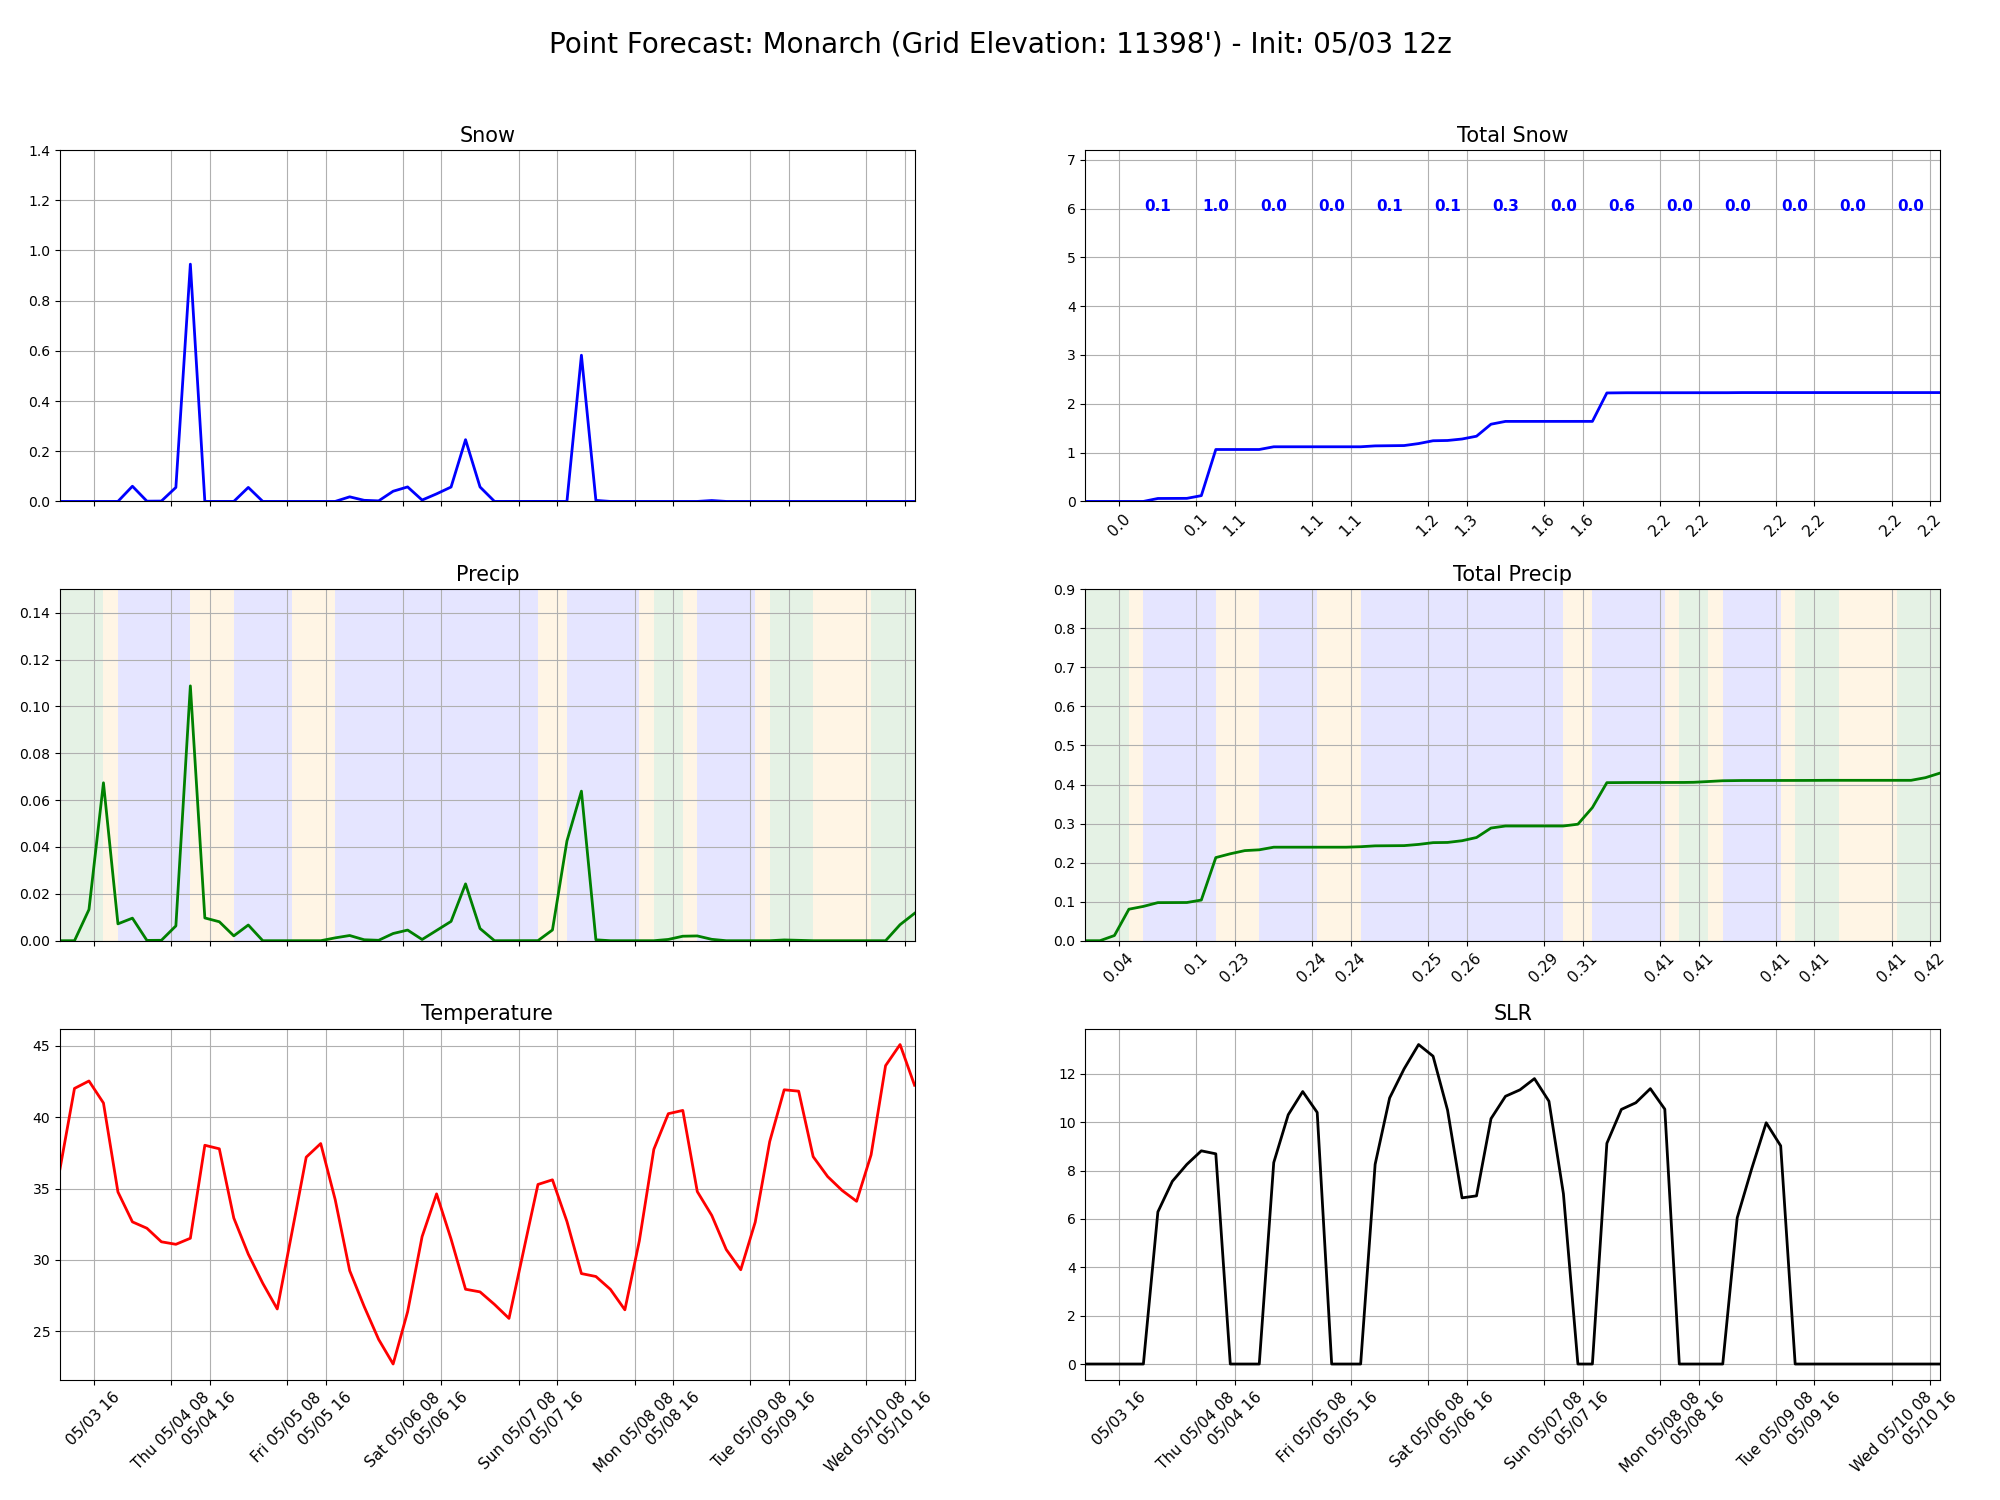 Point Forecast: Monarch (Grid Elevation: 11398') - Init: 05/03 12z
Snow
1.4
1.2
1.0
0.8
0.6
0.4
0.2
0.0
Total Snow
7
6
5
4
3
2
1
0
0.1 1.0 0.0 0.0 0.1 0.1 0.3 0.0 0.6 0.0 0.0 0.0 0.0 0.0
0.0 0.1 1.1 1.1 1.1 1.2 1.3 1.6 1.6 2.2 2.2 2.2 2.2 2.2 2.2
Precip
0.14
0.12
0.10
0.08
0.06
0.04
0.02
0.00
Total Precip
0.9
0.8
0.7
0.6
0.5
0.4
0.3
0.2
0.1
0.0
0.04 0.1 0.23 0.24 0.24 0.25 0.26 0.29 0.31 0.41 0.41 0.41 0.41 0.41 0.42
Temperature
45
40
35
30
25
05/03 16
Thu 05/04 08
05/04 16
Fri 05/05 08
05/05 16
Sat 05/06 08
05/06 16
Sun 05/07 08
05/07 16
Mon 05/08 08
05/08 16
Tue 05/09 08
05/09 16
Wed 05/10 08
05/10 16
SLR
12
10
8
6
4
2
0
05/03 16
Thu 05/04 08
05/04 16
Fri 05/05 08
05/05 16
Sat 05/06 08
05/06 16
Sun 05/07 08
05/07 16
Mon 05/08 08
05/08 16
Tue 05/09 08
05/09 16
Wed 05/10 08
05/10 16